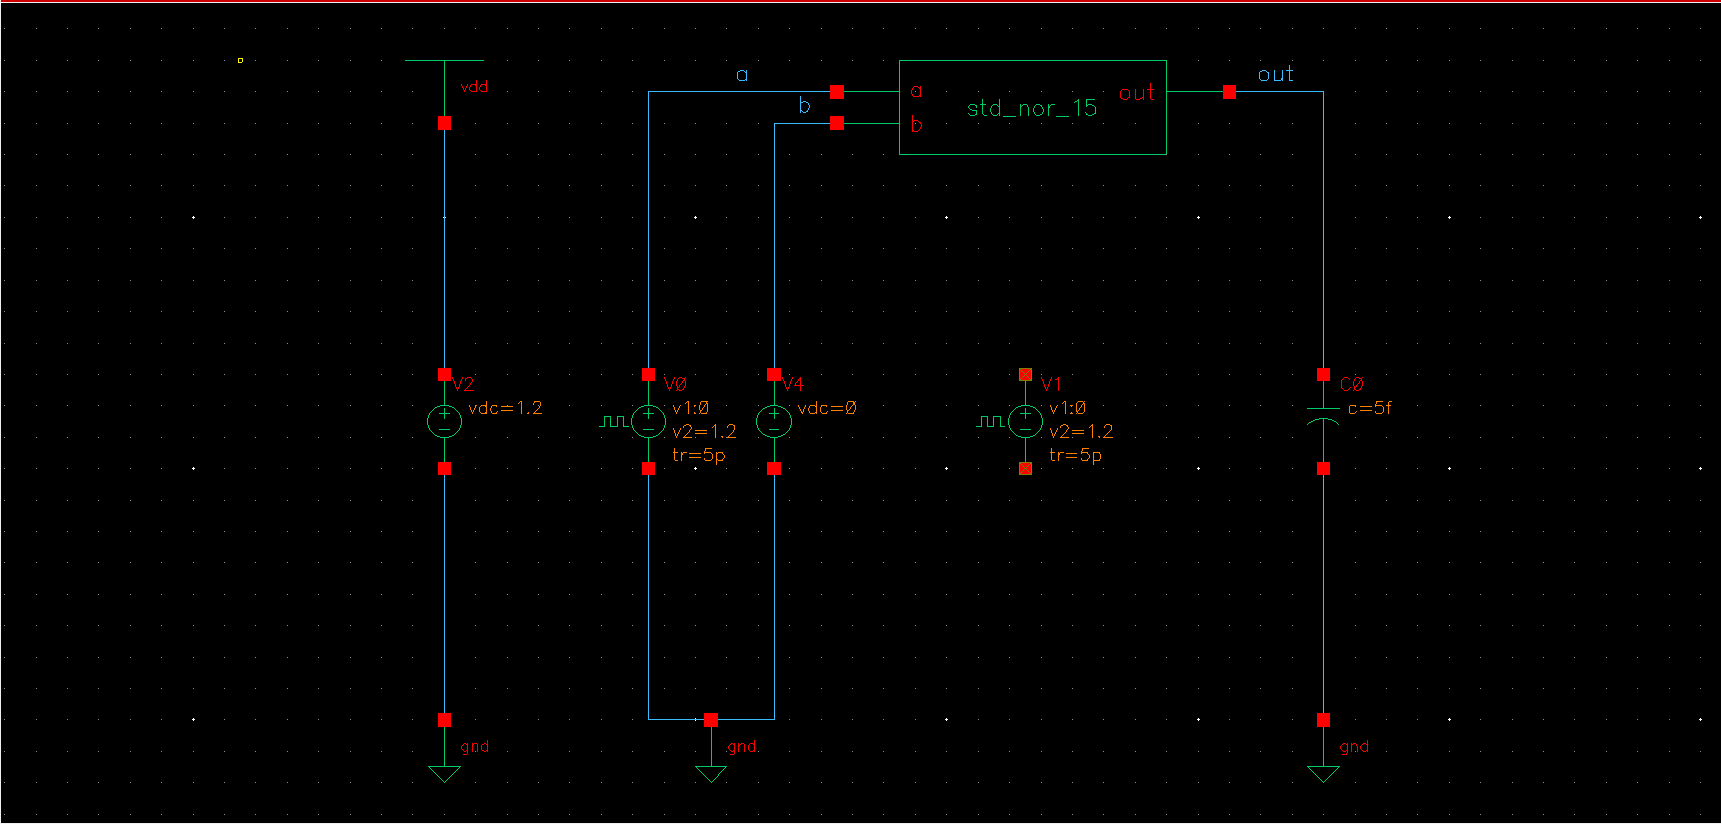 vdd
a
b
a
b
std_nor_15
out
out
V2
vdc=1.2
V0
v1:0
v2=1.2
tr=5p
V4
vdc=0
V1
v1:0
v2=1.2
tr=5p
C0
c=5f
gnd
gnd
gnd